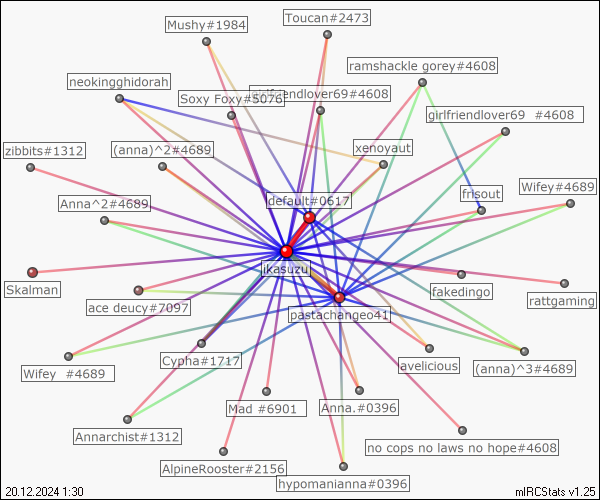 Toucan#2473
Mushy#1984
ramshackle gorey#4608
neokingghidorah
girlfriendlover69#4608
Soxy Foxy#5076
girlfriendlover69 #4608
zibbits#1312
(anna)^2#4689
xenoyaut
Wifey#4689
frisout
default#0617
Anna^2#4689
ikasuzu
Skalman
fakedingo
rattgaming
ace deucy#7097
pastachangeo41
Cypha#1717
avelicious
(anna)^3#4689
Wifey #4689
Mad #6901
Anna.#0396
Annarchist#1312
no cops no laws no hope#4608
AlpineRooster#2156
hypomanianna#0396
20.12.2024 1:30
mIRCStats v1.25